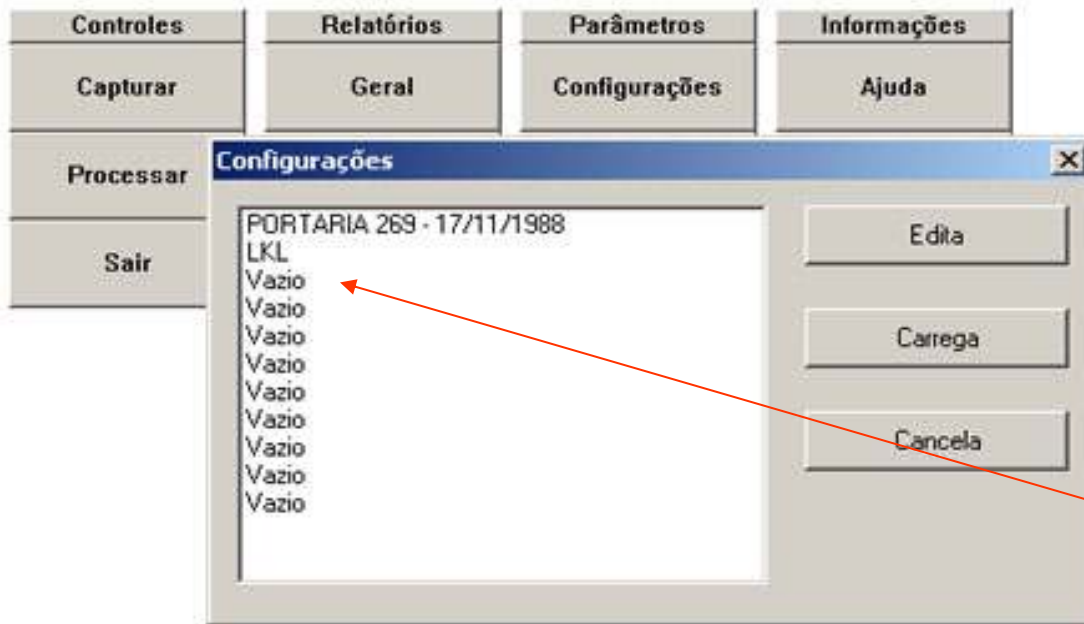 Controles
Relatórios
Parâmetros
Informações
Capturar
Geral
Configurações
Ajuda
Processar
Sair
Configurações
PORTARIA 269 - 17/11/1988
LKL
Vazio
Vazio
Vazio
Vazio
Vazio
Vazio
Vazio
Vazio
Vazio
Edita
Carrega
Cancela